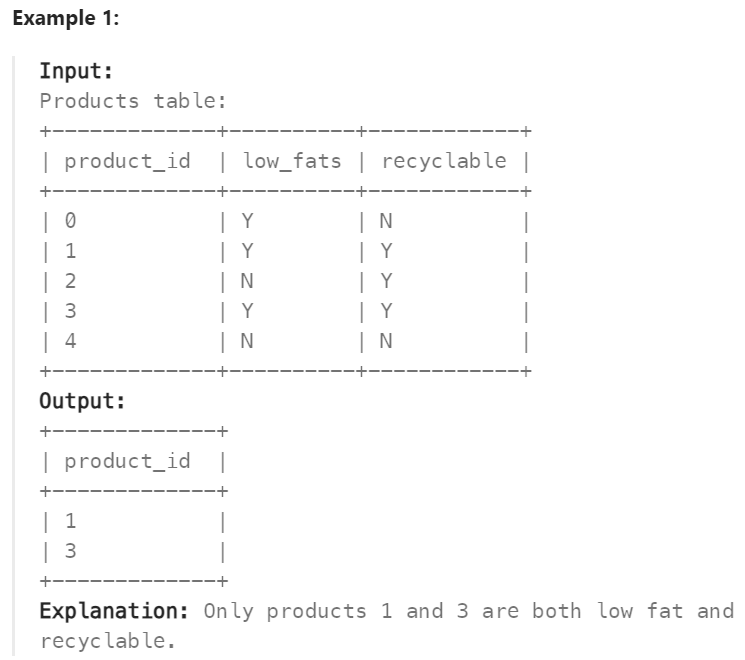 Example 1:
Input:
Products table:
+-------------+----------+------------+
| product_id  | low_fats | recyclable |
+-------------+----------+------------+
| 0           | Y        | N          |
| 1           | Y        | Y          |
| 2           | N        | Y          |
| 3           | Y        | Y          |
| 4           | N        | N          |
+-------------+----------+------------+
Output:
+-------------+
| product_id  |
+-------------+
| 1           |
| 3           |
+-------------+
Explanation: Only products 1 and 3 are both low fat and
recyclable.